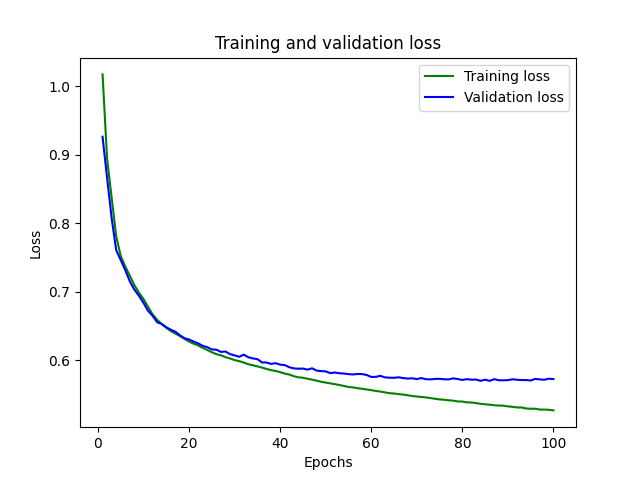 Training and validation loss
Training loss
Validation loss
1.0
0.9
0.8
0.7
0.6
Loss
0 20 40 60 80 100
Epochs